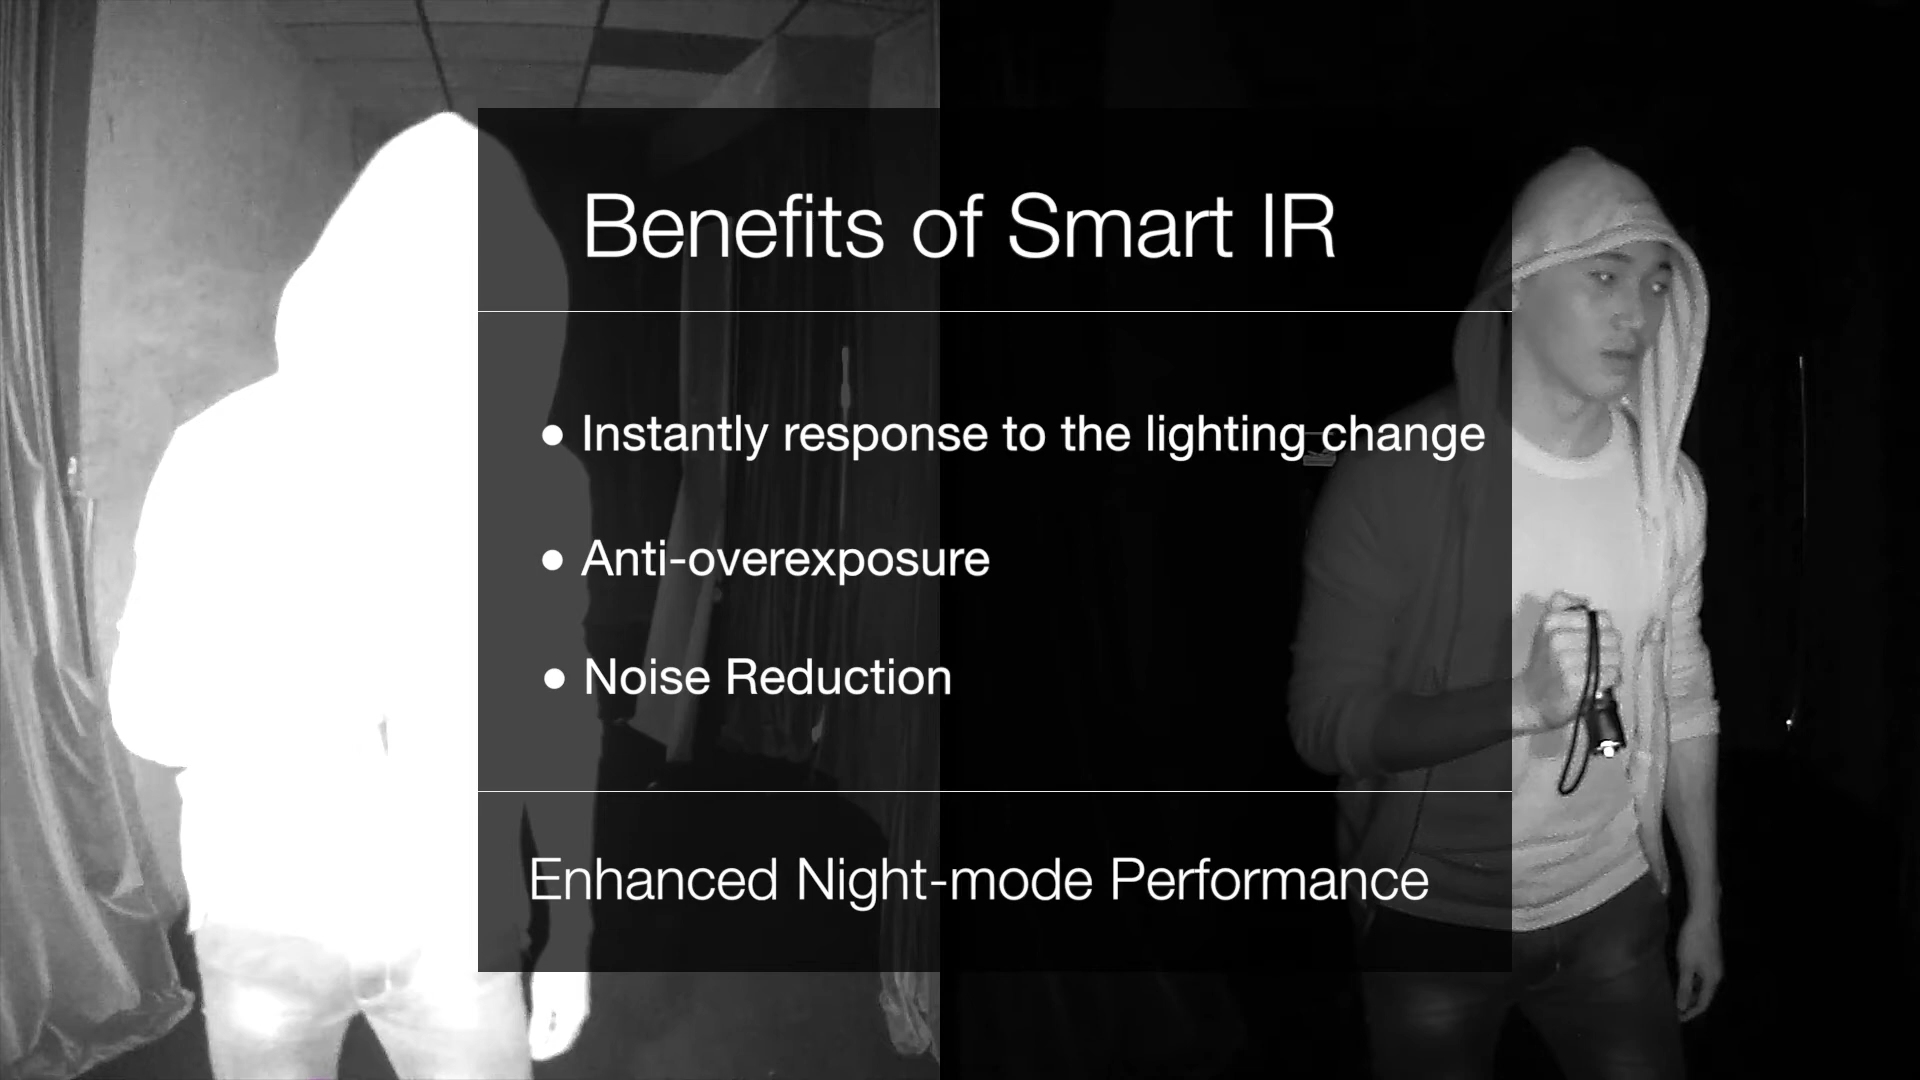 Benefits of Smart IR
● Instantly response to the lighting change
● Anti-overexposure
● Noise Reduction
Enhanced Night-mode Performance